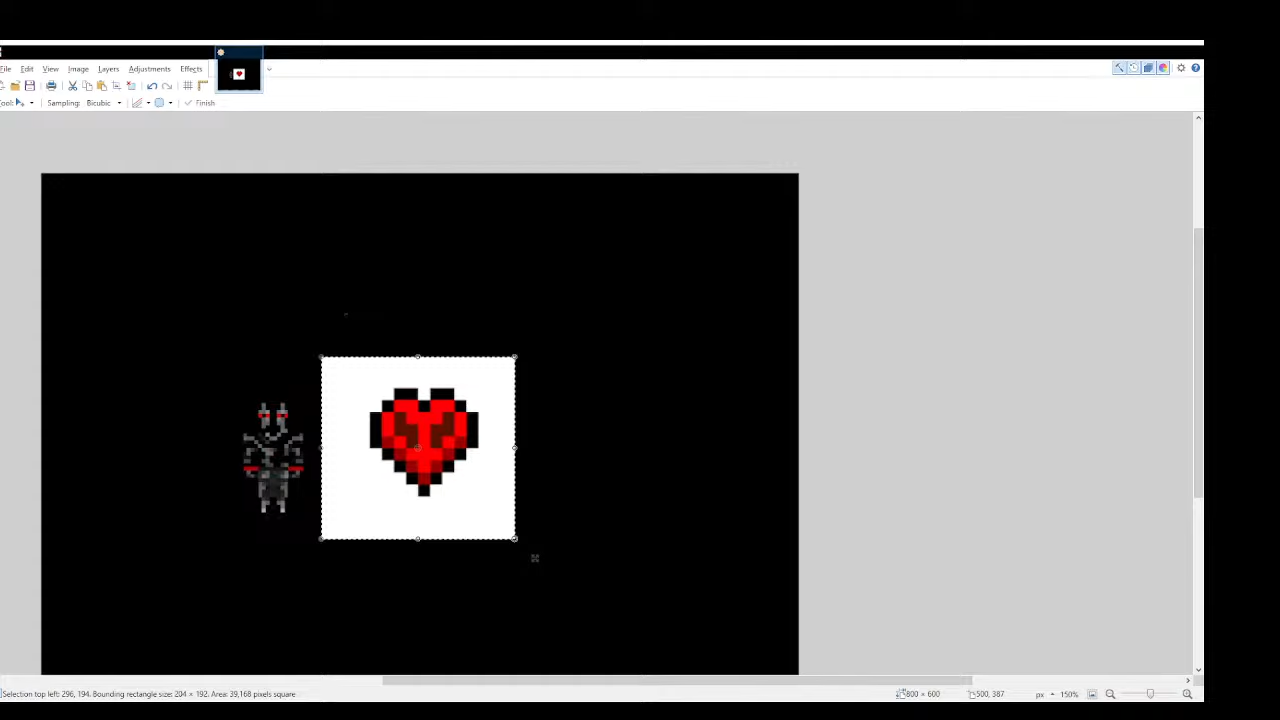 File Edit View Image Layers Adjustments Effects
Tool: Sampling: Bicubic Finish
Selection top left: 296, 194. Bounding rectangle size: 204 × 192. Area: 39,168 pixels square 800 × 600 500, 387 px 150%